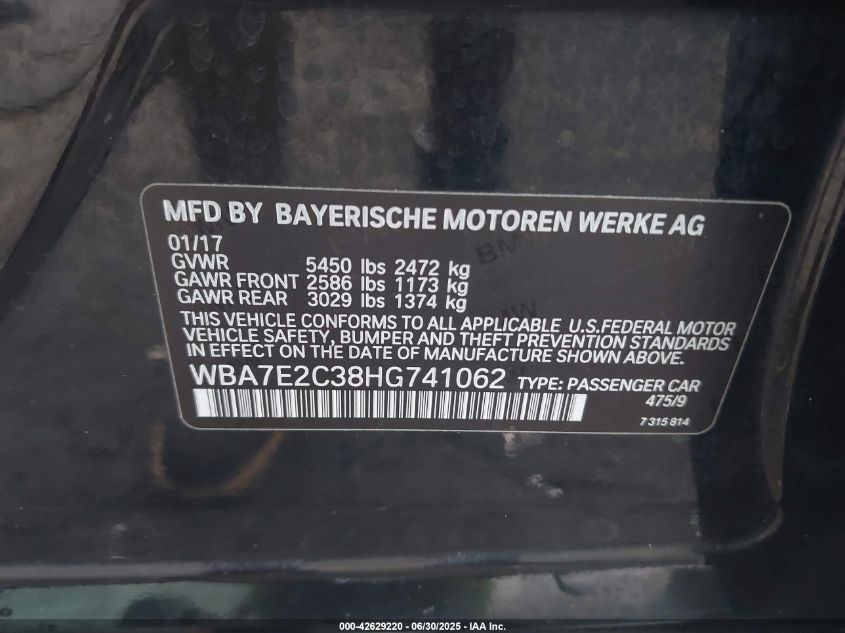 MFD BY BAYERISCHE MOTOREN WERKE AG
01/17
GVWR 5450 lbs 2472 kg
GAWR FRONT 2586 lbs 1173 kg
GAWR REAR 3029 lbs 1374 kg
THIS VEHICLE CONFORMS TO ALL APPLICABLE U.S.FEDERAL MOTOR
VEHICLE SAFETY, BUMPER AND THEFT PREVENTION STANDARDS
IN EFFECT ON THE DATE OF MANUFACTURE SHOWN ABOVE.
WBA7E2C38HG741062 TYPE: PASSENGER CAR
475/9
7 315 814
000-42629220 - 06/30/2025 - IAA Inc.